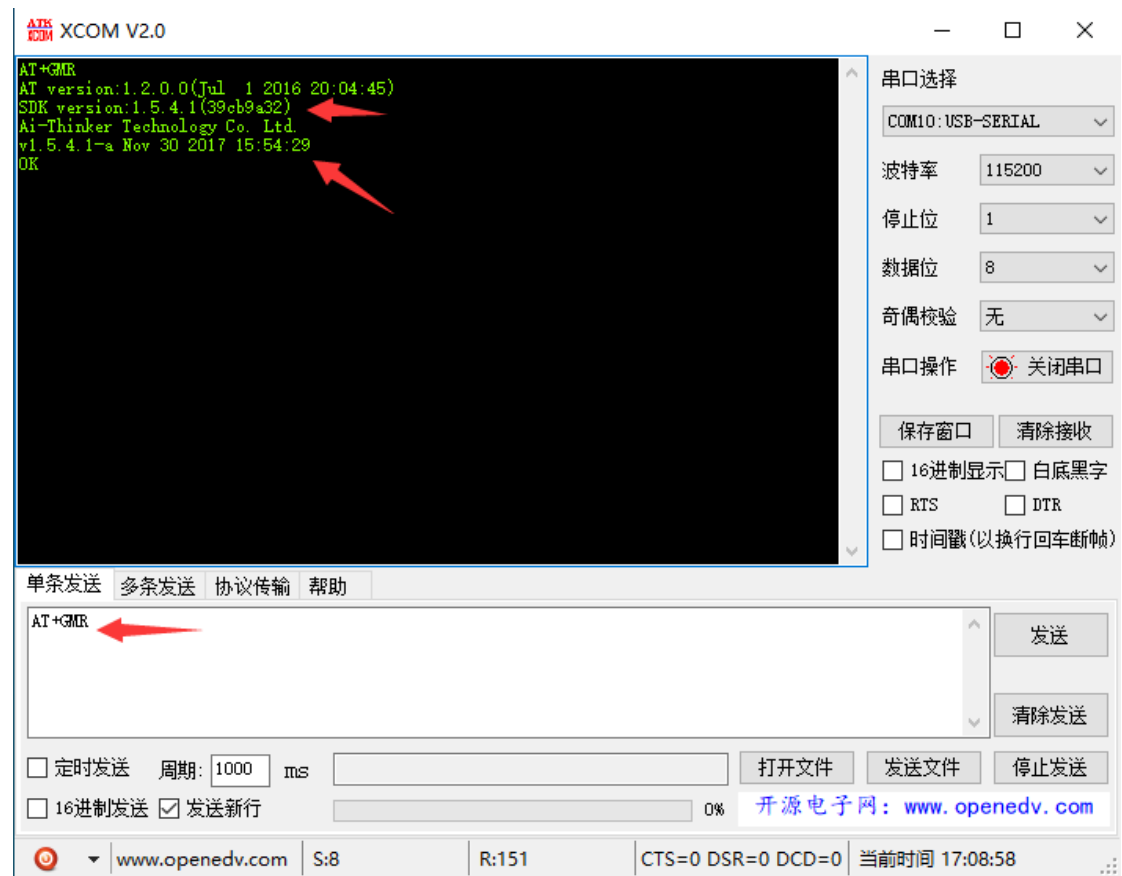 ATK XCOM XCOM V2.0
AT+GMR
AT version:1.2.0.0(Jul  1 2016 20:04:45)
SDK version:1.5.4.1(39cb9a32)
Ai-Thinker Technology Co. Ltd.
v1.5.4.1-a Nov 30 2017 15:54:29
OK
串口选择
COM10:USB-SERIAL
波特率 115200
停止位 1
数据位 8
奇偶校验 无
串口操作 关闭串口
保存窗口 清除接收
16进制显示 白底黑字
RTS DTR
时间戳(以换行回车断帧)
单条发送 多条发送 协议传输 帮助
AT+GMR
发送
清除发送
定时发送 周期: 1000 ms 打开文件 发送文件 停止发送
16进制发送 发送新行 0% 开源电子网: www.openedv.com
www.openedv.com S:8 R:151 CTS=0 DSR=0 DCD=0 当前时间 17:08:58